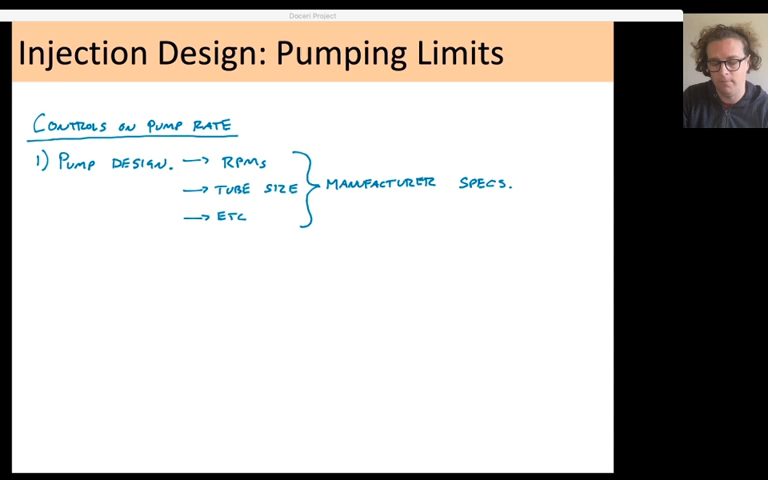 Doceri Project
Injection Design: Pumping Limits
CONTROLS ON PUMP RATE
1) PUMP DESIGN. → RPMS
→ TUBE SIZE } MANUFACTURER SPECS.
→ ETC